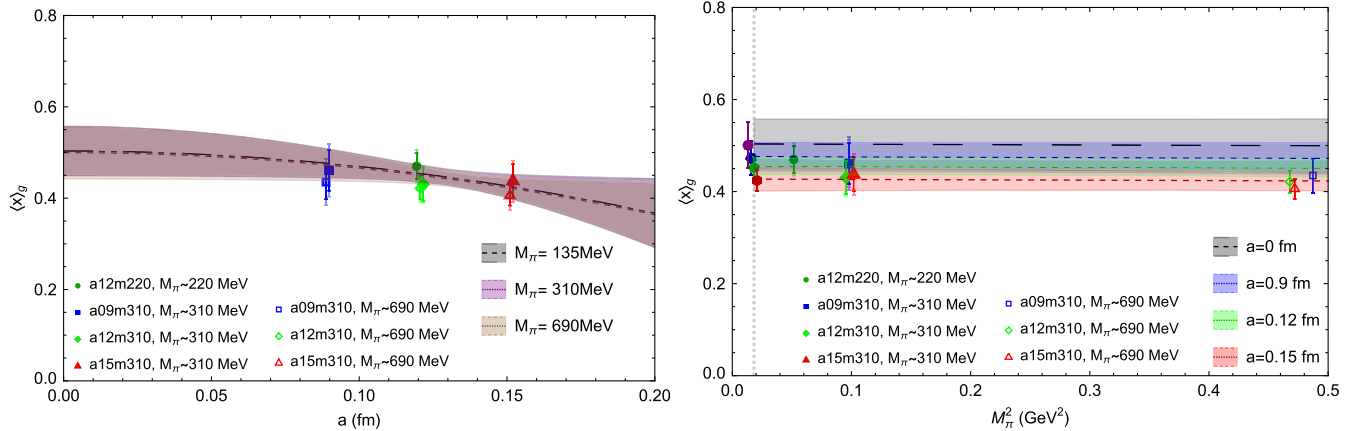 0.8
0.6
0.4
0.2
0.0
⟨x⟩g
0.00
0.05
0.10
0.15
0.20
a (fm)
Mπ= 135MeV
Mπ= 310MeV
Mπ= 690MeV
a12m220, Mπ~220 MeV
a09m310, Mπ~310 MeV
a12m310, Mπ~310 MeV
a15m310, Mπ~310 MeV
a09m310, Mπ~690 MeV
a12m310, Mπ~690 MeV
a15m310, Mπ~690 MeV
0.8
0.6
0.4
0.2
0.0
⟨x⟩g
0.0
0.1
0.2
0.3
0.4
0.5
M²π (GeV²)
a=0 fm
a=0.9 fm
a=0.12 fm
a=0.15 fm
a12m220, Mπ~220 MeV
a09m310, Mπ~310 MeV
a12m310, Mπ~310 MeV
a15m310, Mπ~310 MeV
a09m310, Mπ~690 MeV
a12m310, Mπ~690 MeV
a15m310, Mπ~690 MeV